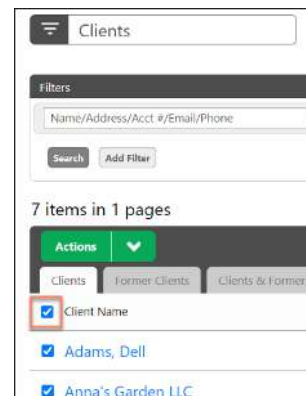 Clients
Filters
Name/Address/Acct #/Email/Phone
Search Add Filter
7 items in 1 pages
Actions
Clients Former Clients Clients & Former
Client Name
Adams, Dell
Anna's Garden LLC